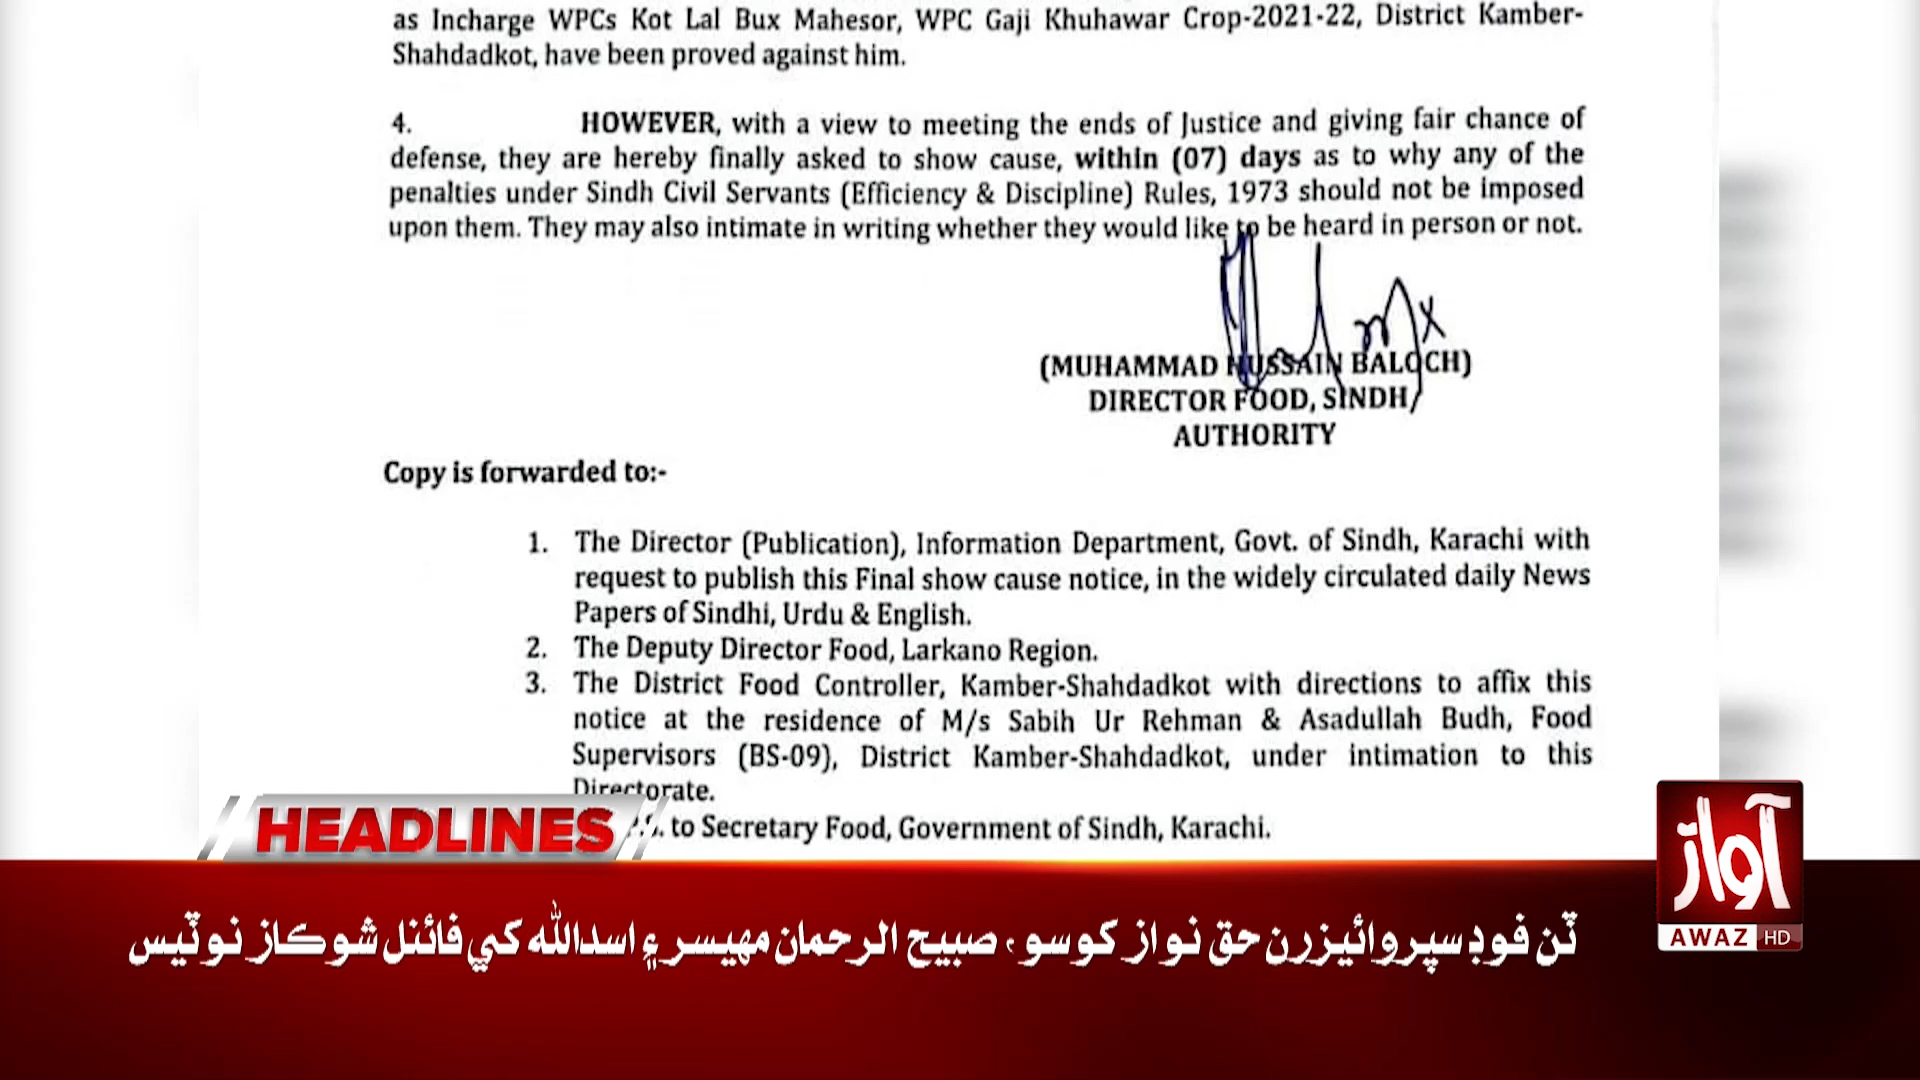 as Incharge WPCs Kot Lal Bux Mahesor, WPC Gaji Khuhawar Crop-2021-22, District Kamber-
Shahdadkot, have been proved against him.
4. HOWEVER, with a view to meeting the ends of Justice and giving fair chance of
defense, they are hereby finally asked to show cause, within (07) days as to why any of the
penalties under Sindh Civil Servants (Efficiency & Discipline) Rules, 1973 should not be imposed
upon them. They may also intimate in writing whether they would like to be heard in person or not.
(MUHAMMAD HUSSAIN BALOCH)
DIRECTOR FOOD, SINDH/
AUTHORITY
Copy is forwarded to:-
1. The Director (Publication), Information Department, Govt. of Sindh, Karachi with
request to publish this Final show cause notice, in the widely circulated daily News
Papers of Sindhi, Urdu & English.
2. The Deputy Director Food, Larkano Region.
3. The District Food Controller, Kamber-Shahdadkot with directions to affix this
notice at the residence of M/s Sabih Ur Rehman & Asadullah Budh, Food
Supervisors (BS-09), District Kamber-Shahdadkot, under intimation to this
Directorate.
P.S. to Secretary Food, Government of Sindh, Karachi.
HEADLINES
آواز
AWAZ HD
ٽن فوڊ سپروائيزرن حق نواز کوسو، صبيح الرحمان مهيسر ۽ اسدالله کي فائنل شوڪاز نوٽيس